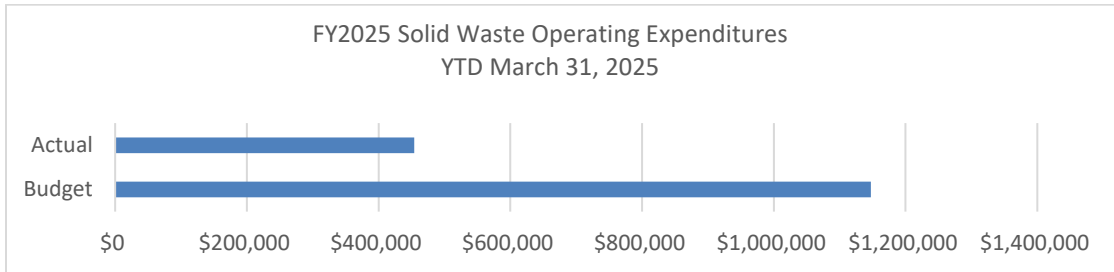 FY2025 Solid Waste Operating Expenditures
YTD March 31, 2025
Actual
Budget
$0 $200,000 $400,000 $600,000 $800,000 $1,000,000 $1,200,000 $1,400,000